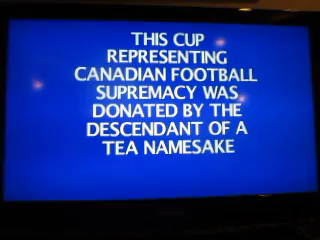 THIS CUP
REPRESENTING
CANADIAN FOOTBALL
SUPREMACY WAS
DONATED BY THE
DESCENDANT OF A
TEA NAMESAKE